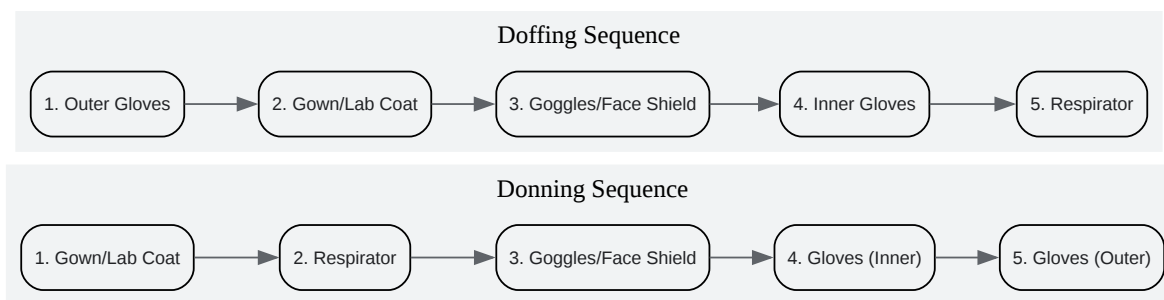 Doffing Sequence
1. Outer Gloves
2. Gown/Lab Coat
3. Goggles/Face Shield
4. Inner Gloves
5. Respirator
Donning Sequence
1. Gown/Lab Coat
2. Respirator
3. Goggles/Face Shield
4. Gloves (Inner)
5. Gloves (Outer)